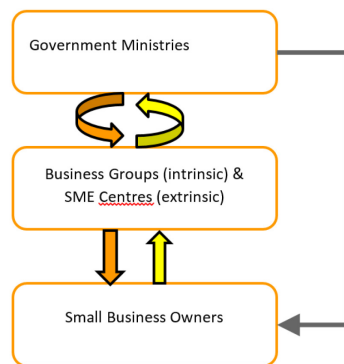 Government Ministries
Business Groups (intrinsic) &
SME Centres (extrinsic)
Small Business Owners